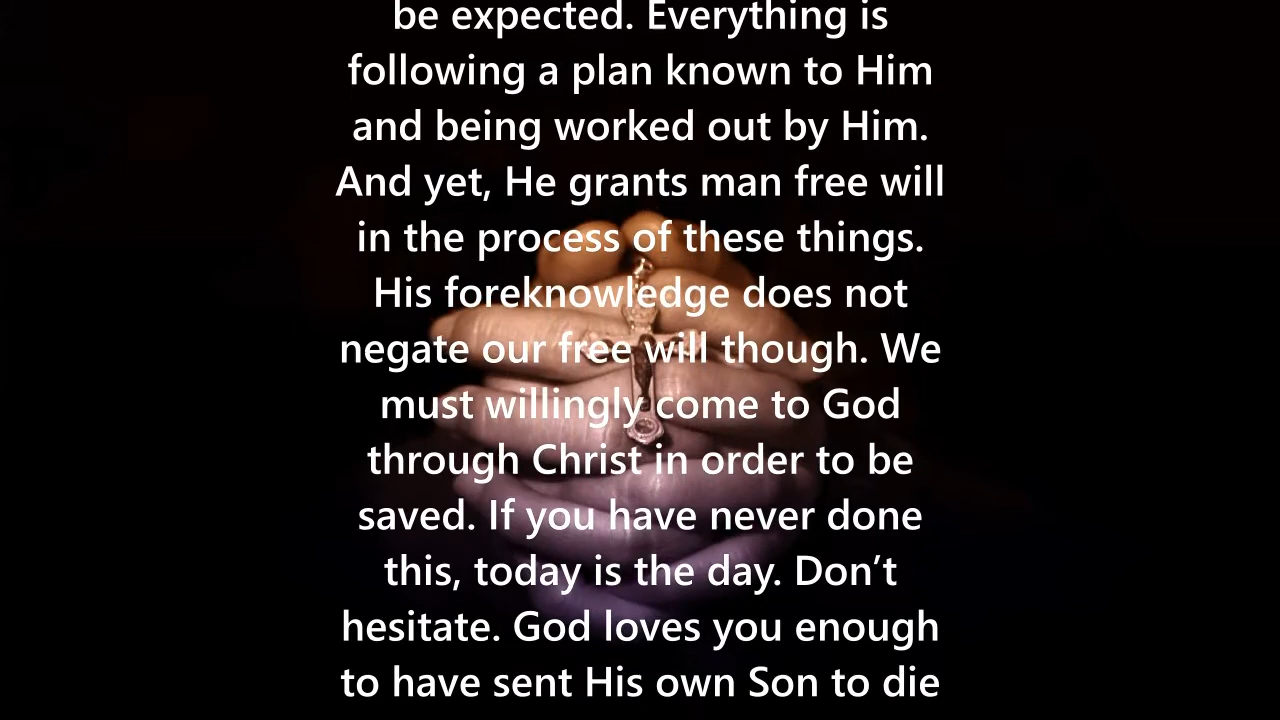 be expected. Everything is
following a plan known to Him
and being worked out by Him.
And yet, He grants man free will
in the process of these things.
His foreknowledge does not
negate our free will though. We
must willingly come to God
through Christ in order to be
saved. If you have never done
this, today is the day. Don’t
hesitate. God loves you enough
to have sent His own Son to die